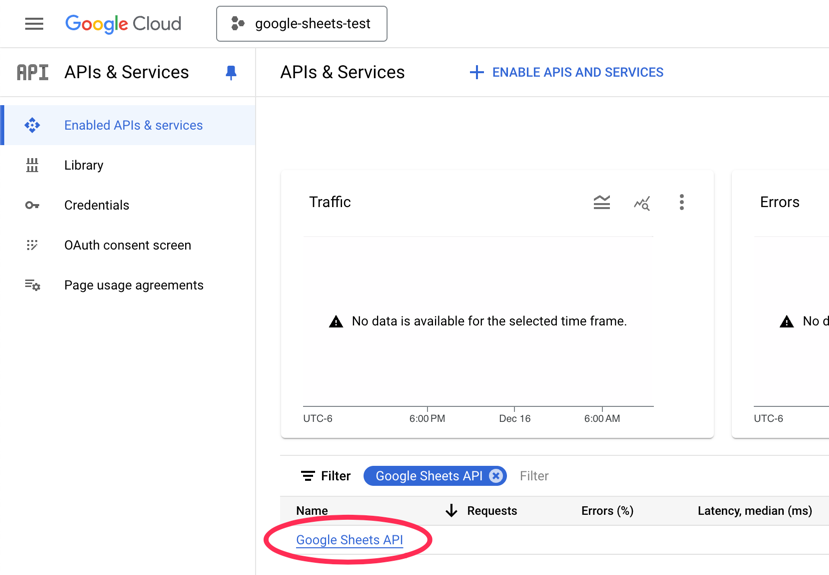 Google Cloud
google-sheets-test
API APIs & Services
APIs & Services
ENABLE APIS AND SERVICES
Enabled APIs & services
Library
Credentials
OAuth consent screen
Page usage agreements
Traffic
No data is available for the selected time frame.
UTC-6 6:00 PM Dec 16 6:00 AM
Errors
No d
UTC-6
Filter Google Sheets API Filter
Name Requests Errors (%) Latency, median (ms)
Google Sheets API